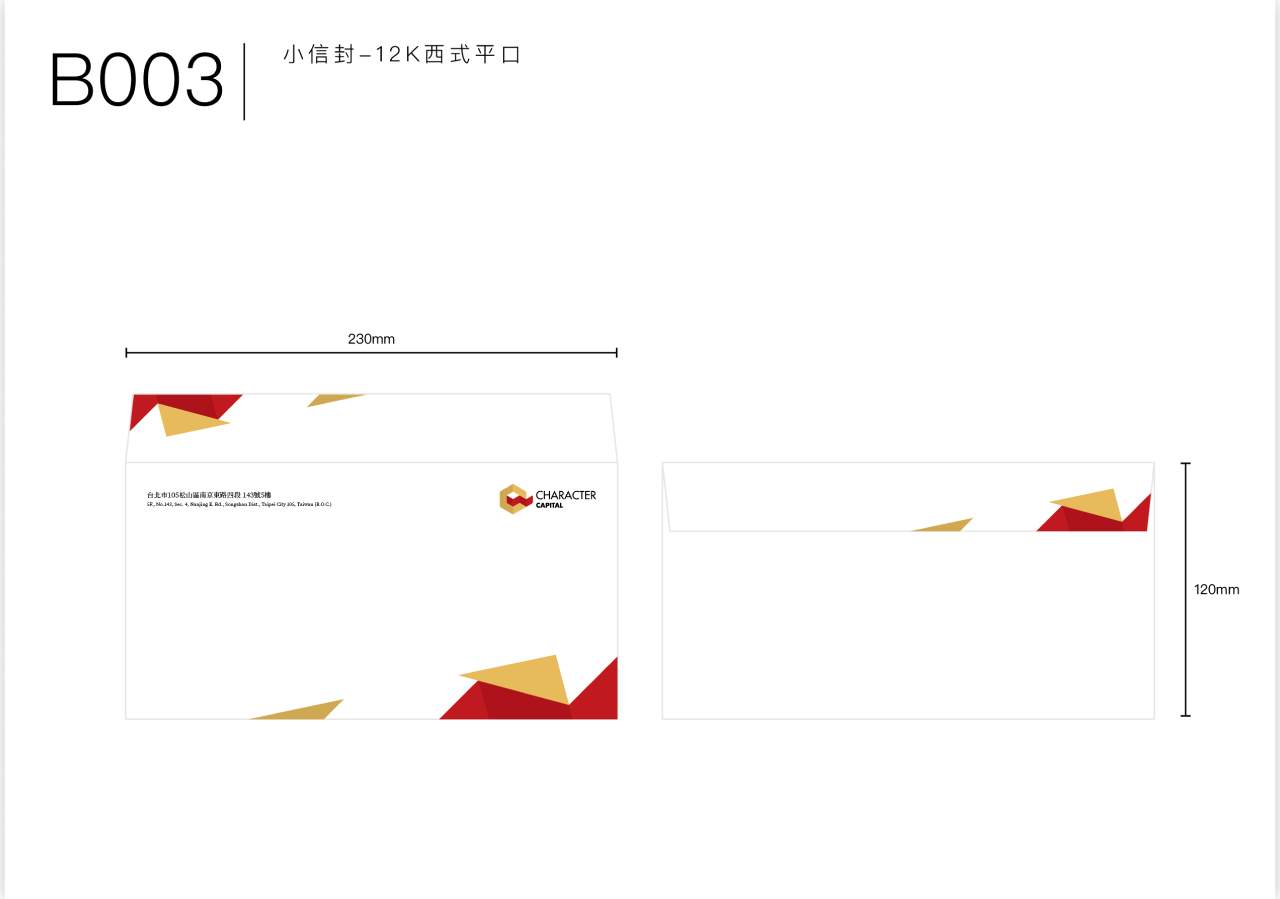 B003
小信封–12K西式平口
230mm
台北市105松山區南京東路四段 143號5樓
5F., No.143, Sec. 4, Nanjing E. Rd., Songshan Dist., Taipei City 105, Taiwan (R.O.C.)
CHARACTER
CAPITAL
120mm